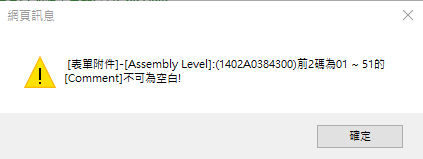 網頁訊息
[表單附件]-[Assembly Level]:(1402A0384300)前2碼為01 ~ 51的
[Comment]不可為空白!
確定